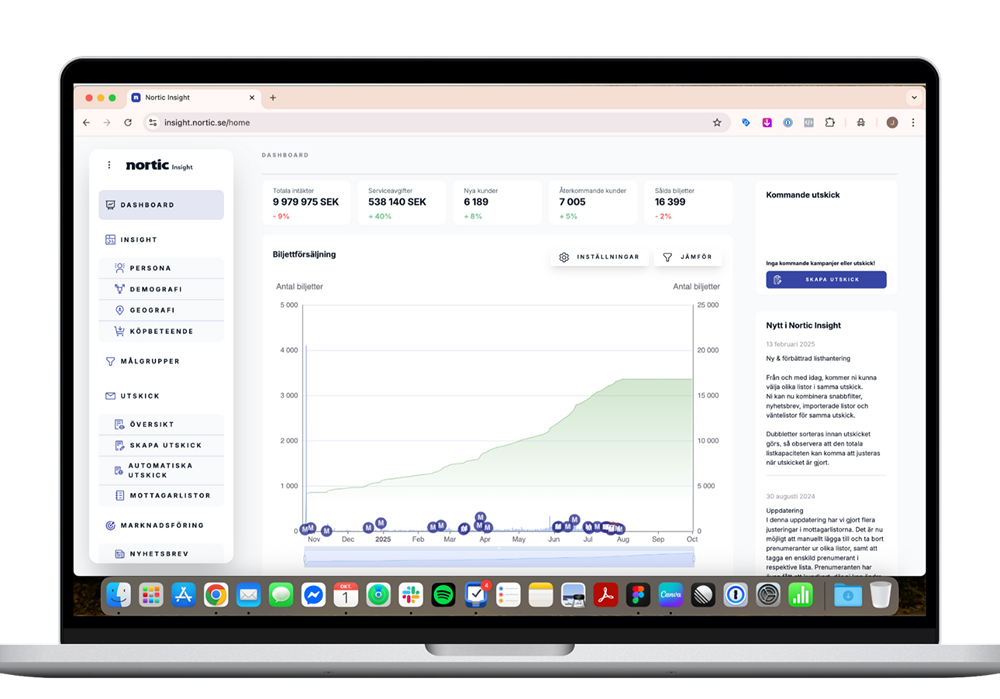 Nortic Insight
insight.nortic.se/home
J
nortic Insight
DASHBOARD
INSIGHT
PERSONA
DEMOGRAFI
GEOGRAFI
KÖPBETEENDE
MÅLGRUPPER
UTSKICK
ÖVERSIKT
SKAPA UTSKICK
AUTOMATISKA
UTSKICK
MOTTAGARLISTOR
MARKNADSFÖRING
NYHETSBREV
DASHBOARD
Totala intäkter
9 979 975 SEK
- 9%
Serviceavgifter
538 140 SEK
+ 40%
Nya kunder
6 189
+ 8%
Återkommande kunder
7 005
+ 5%
Sålda biljetter
16 399
- 2%
Biljettförsäljning
INSTÄLLNINGAR
JÄMFÖR
Antal biljetter
Antal biljetter
5 000
4 000
3 000
2 000
1 000
0
25 000
20 000
15 000
10 000
5 000
0
M M M M M M M M M M M M
Nov Dec 2025 Feb Mar Apr May Jun Jul Aug Sep Oct
Kommande utskick
Inga kommande kampanjer eller utskick!
SKAPA UTSKICK
Nytt i Nortic Insight
13 februari 2025
Ny & förbättrad listhantering
Från och med idag, kommer ni kunna
välja olika listor i samma utskick.
Ni kan nu kombinera snabbfilter,
nyhetsbrev, importerade listor och
väntelistor för samma utskick.
Dubbletter sorteras innan utskicket
görs, så observera att den totala
listkapaciteten kan komma att justeras
när utskicket är gjort.
30 augusti 2024
Uppdatering
I denna uppdatering har vi gjort flera
justeringar i mottagarlistorna. Det är nu
möjligt att manuellt lägga till och ta bort
prenumeranter ur olika listor, samt att
tagga en enskild prenumerant i
respektive lista. Prenumeranten har
OKT
1
4
Canva